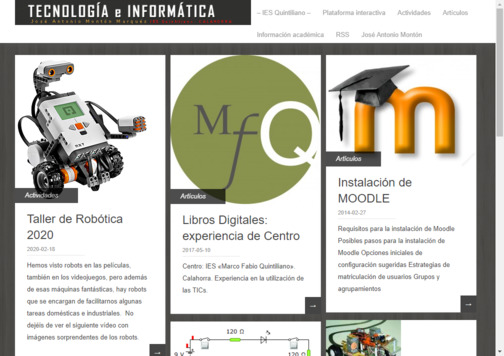 TECNOLOGÍA e INFORMÁTICA
José Antonio Montón Marqués
– IES Quintiliano –
Plataforma interactiva
Actividades
Artículos
Información académica
RSS
José Antonio Montón
Actividades
Taller de Robótica
2020
2020-02-18
Hemos visto robots en las películas,
también en los videojuegos, pero además
de esas máquinas fantásticas, hay robots
que se encargan de facilitarnos algunas
tareas domésticas e industriales. No
dejéis de ver el siguiente vídeo con
imágenes sorprendentes de los robots.
→
MfQ
Artículos
Libros Digitales:
experiencia de Centro
2017-05-10
Centro: IES «Marco Fabio Quintiliano».
Calahorra. Experiencia en la utilización de
las TICs.
→
m
Artículos
Instalación de
MOODLE
2014-02-27
Requisitos para la instalación de Moodle
Posibles pasos para la instalación de
Moodle Opciones iniciales de
configuración sugeridas Estrategias de
matriculación de usuarios Grupos y
agrupamientos
→
120 Ω
9 V
120 Ω